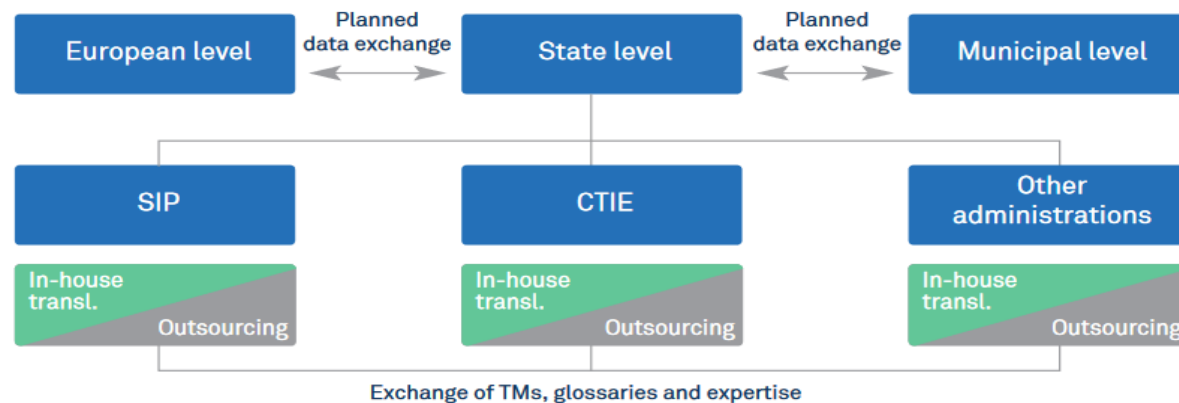 European level
Planned
data exchange
State level
Planned
data exchange
Municipal level
SIP
CTIE
Other
administrations
In-house
transl.
Outsourcing
In-house
transl.
Outsourcing
In-house
transl.
Outsourcing
Exchange of TMs, glossaries and expertise